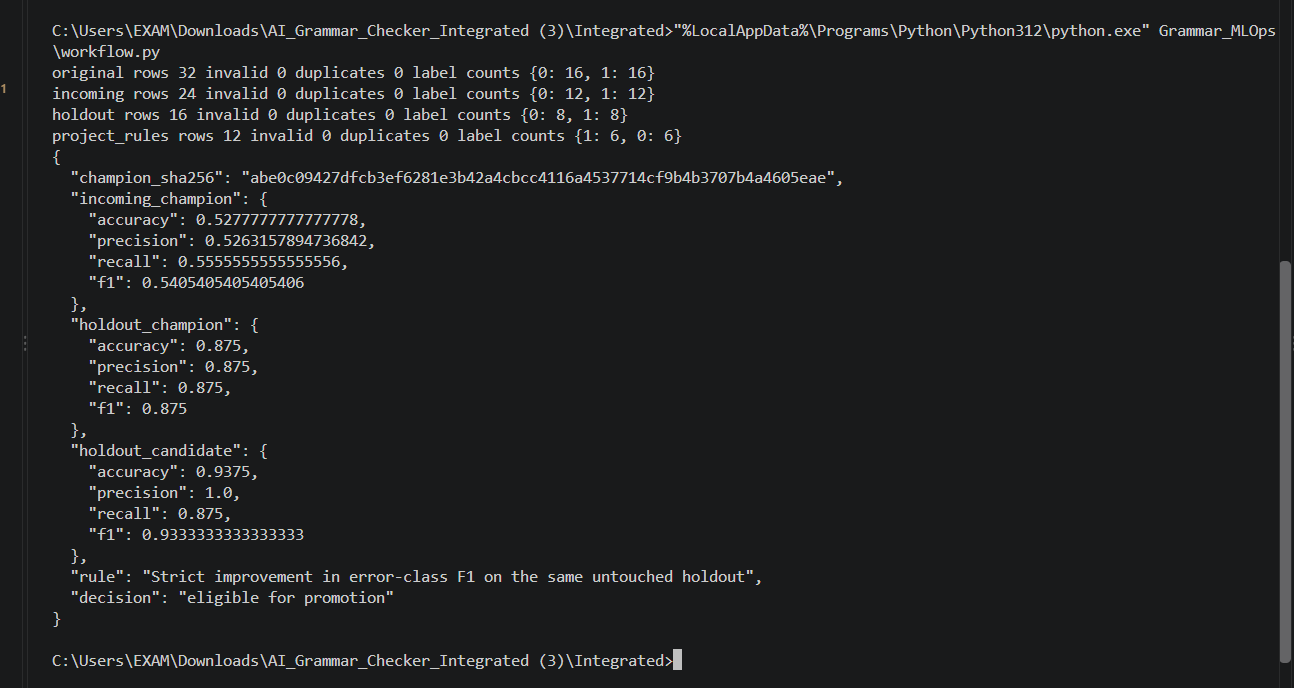 C:\Users\EXAM\Downloads\AI_Grammar_Checker_Integrated (3)\Integrated>"%LocalAppData%\Programs\Python\Python312\python.exe" Grammar_MLOps
\workflow.py
original rows 32 invalid 0 duplicates 0 label counts {0: 16, 1: 16}
1
incoming rows 24 invalid 0 duplicates 0 label counts {0: 12, 1: 12}
holdout rows 16 invalid 0 duplicates 0 label counts {0: 8, 1: 8}
project_rules rows 12 invalid 0 duplicates 0 label counts {1: 6, 0: 6}
{
  "champion_sha256": "abe0c09427dfcb3ef6281e3b42a4cbcc4116a4537714cf9b4b3707b4a4605eae",
  "incoming_champion": {
    "accuracy": 0.5277777777777778,
    "precision": 0.5263157894736842,
    "recall": 0.5555555555555556,
    "f1": 0.5405405405405406
  },
  "holdout_champion": {
    "accuracy": 0.875,
    "precision": 0.875,
    "recall": 0.875,
    "f1": 0.875
  },
  "holdout_candidate": {
    "accuracy": 0.9375,
    "precision": 1.0,
    "recall": 0.875,
    "f1": 0.9333333333333333
  },
  "rule": "Strict improvement in error-class F1 on the same untouched holdout",
  "decision": "eligible for promotion"
}
C:\Users\EXAM\Downloads\AI_Grammar_Checker_Integrated (3)\Integrated>